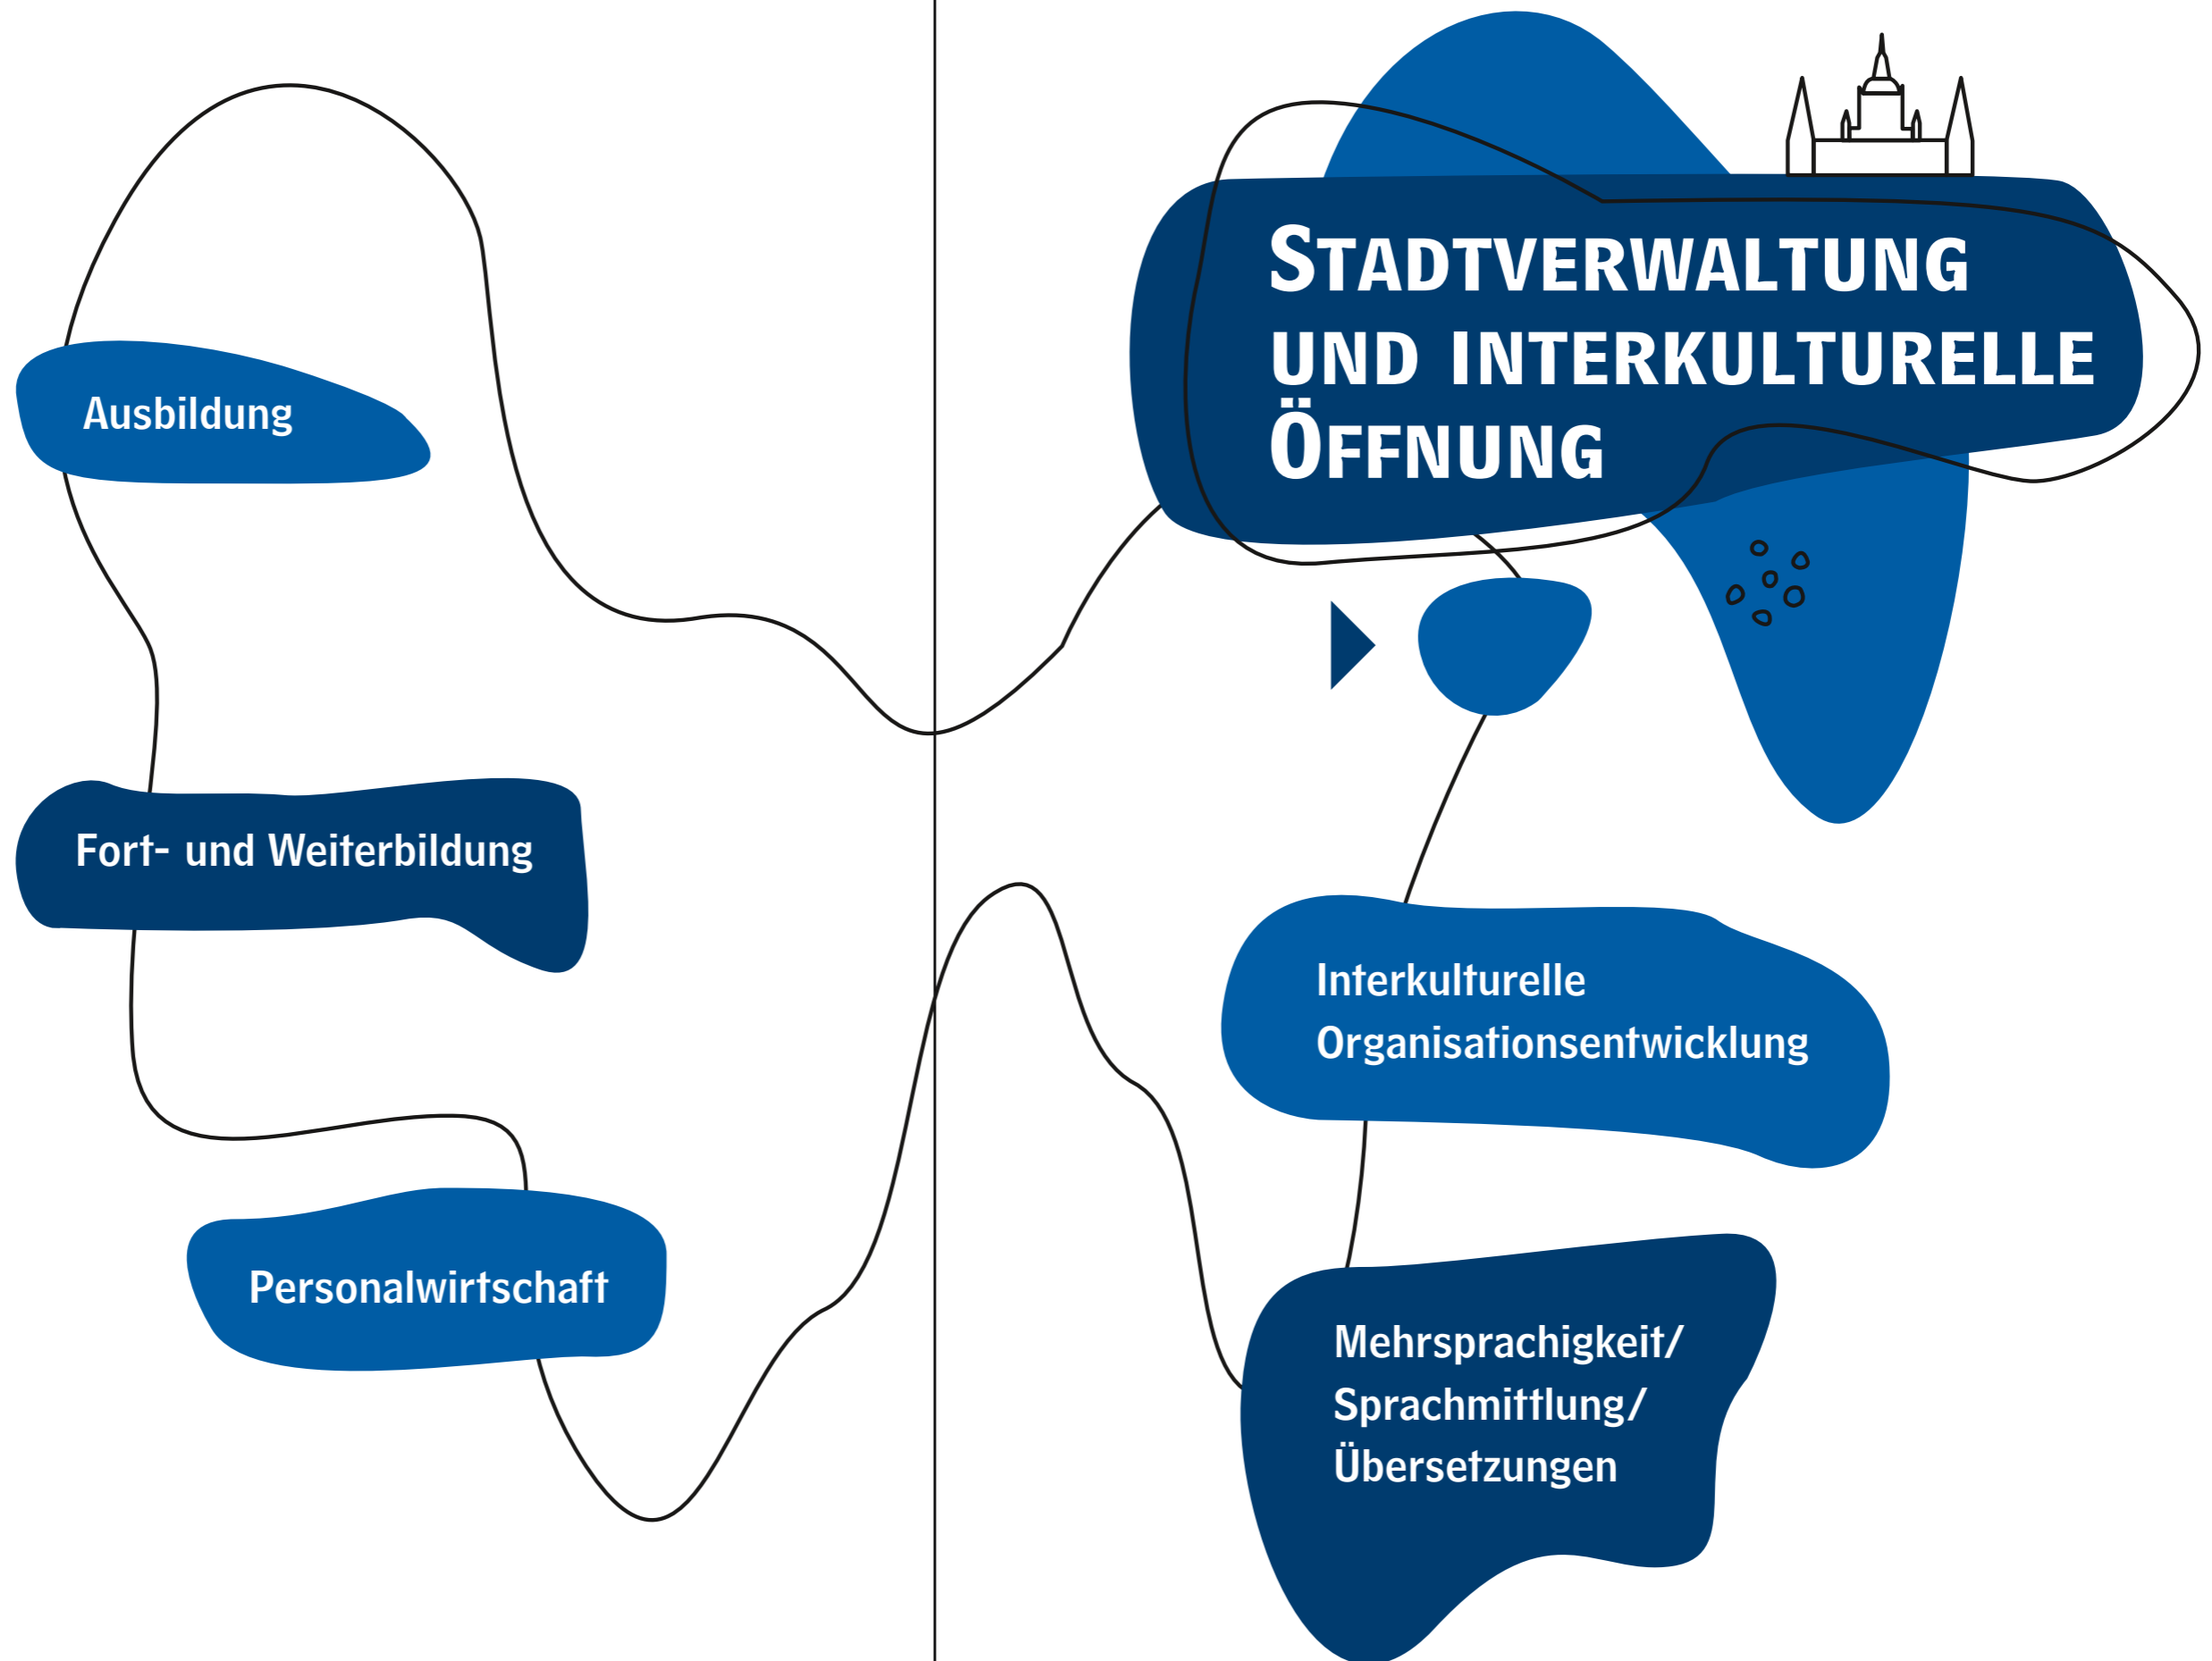 STADTVERWALTUNG
UND INTERKULTURELLE
ÖFFNUNG
Ausbildung
Fort- und Weiterbildung
Personalwirtschaft
Interkulturelle
Organisationsentwicklung
Mehrsprachigkeit/
Sprachmittlung/
Übersetzungen